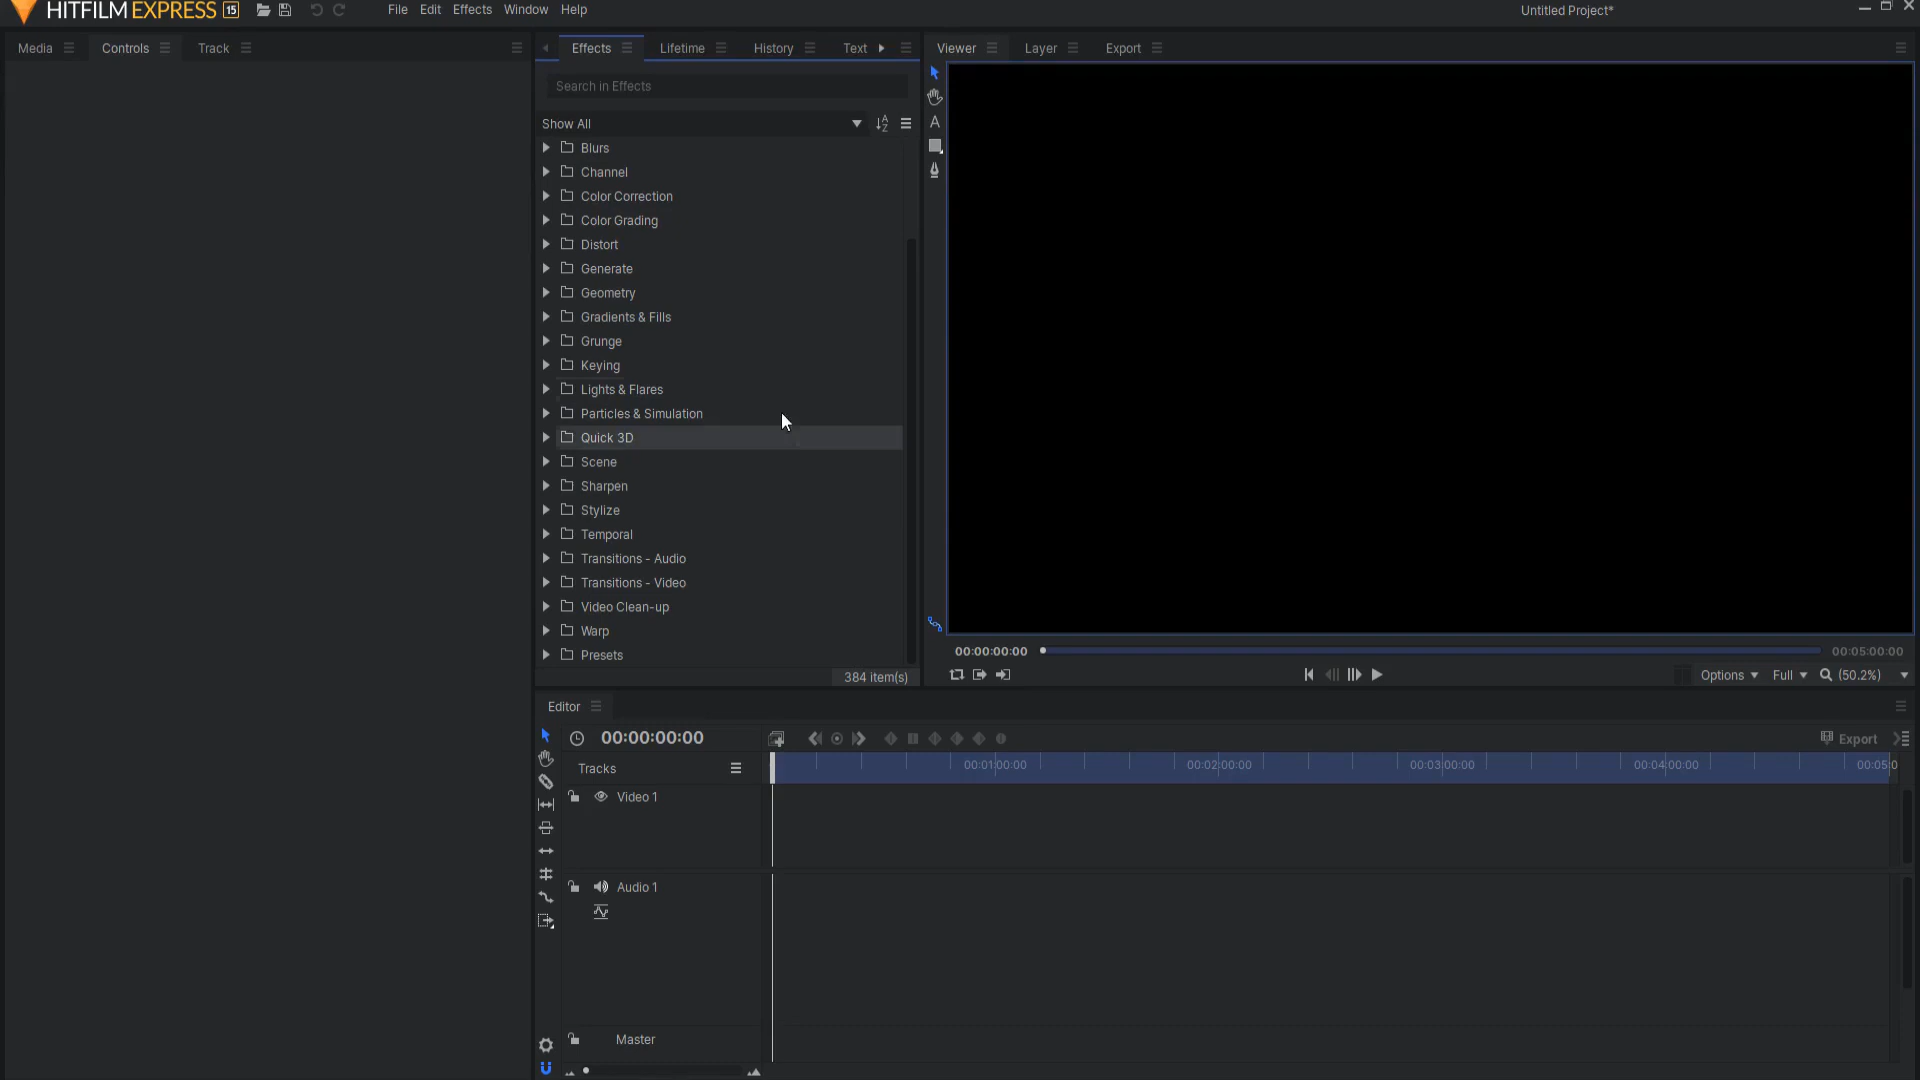 HITFILM EXPRESS 15
File Edit Effects Window Help
Untitled Project*
Media Controls Track
Effects Lifetime History Text
Viewer Layer Export
Search in Effects
Show All
Blurs
Channel
Color Correction
Color Grading
Distort
Generate
Geometry
Gradients & Fills
Grunge
Keying
Lights & Flares
Particles & Simulation
Quick 3D
Scene
Sharpen
Stylize
Temporal
Transitions - Audio
Transitions - Video
Video Clean-up
Warp
Presets
384 item(s)
A
00:00:00:00
00:05:00:00
Options Full (50.2%)
Editor
00:00:00:00
Export
Tracks
00:01:00:00 00:02:00:00 00:03:00:00 00:04:00:00 00:05:0
Video 1
Audio 1
Master